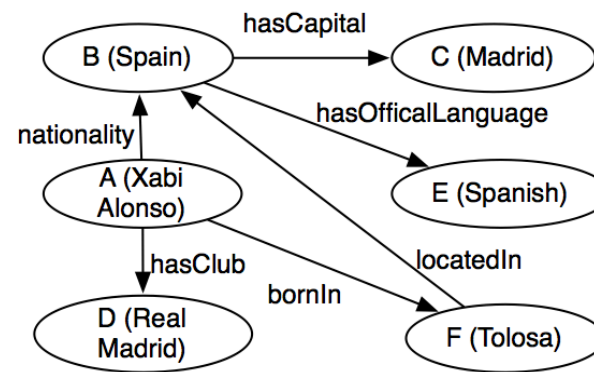 hasCapital
B (Spain)
C (Madrid)
hasOfficalLanguage
nationality
A (Xabi
Alonso)
E (Spanish)
hasClub
locatedIn
bornIn
D (Real
Madrid)
F (Tolosa)